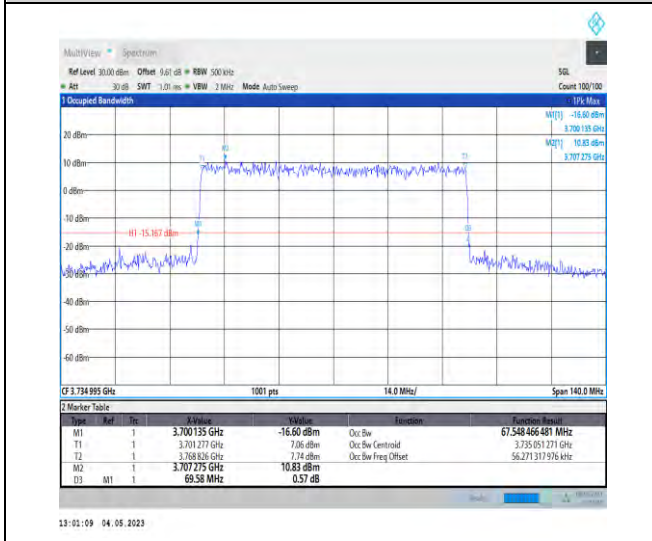 MultiView Spectrum
Ref Level 30.00 dBm Offset 9.61 dB RBW 500 kHz SGL
Att 30 dB SWT 1.01 ms VBW 2 MHz Mode Auto Sweep Count 100/100
1 Occupied Bandwidth 1Pk Max
M1[1] -16.60 dBm
3.700 135 GHz
M2[1] 10.83 dBm
3.707 275 GHz
20 dBm
M2
T1 T2
10 dBm
0 dBm
-10 dBm
H1 -15.167 dBm
-20 dBm
-30 dBm
-40 dBm
-50 dBm
-60 dBm
CF 3.734 995 GHz 1001 pts 14.0 MHz/ Span 140.0 MHz
2 Marker Table
Type Ref Trc X-Value Y-Value Function Function Result
M1 1 3.700 135 GHz -16.60 dBm Occ Bw 67.548 466 481 MHz
T1 1 3.701 277 GHz 7.06 dBm Occ Bw Centroid 3.735 051 271 GHz
T2 1 3.768 826 GHz 7.74 dBm Occ Bw Freq Offset 56.271 317 976 kHz
M2 1 3.707 275 GHz 10.83 dBm
D3 M1 1 69.58 MHz 0.57 dB
13:01:09 04.05.2023